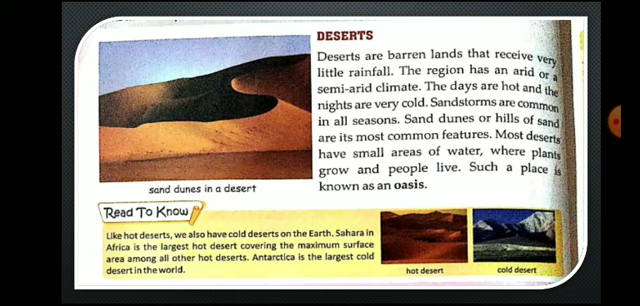 DESERTS
Deserts are barren lands that receive very
little rainfall. The region has an arid or a
semi-arid climate. The days are hot and the
nights are very cold. Sandstorms are common
in all seasons. Sand dunes or hills of sand
are its most common features. Most deserts
have small areas of water, where plants
grow and people live. Such a place is
known as an oasis.
sand dunes in a desert
Read To Know
Like hot deserts, we also have cold deserts on the Earth. Sahara in
Africa is the largest hot desert covering the maximum surface
area among all other hot deserts. Antarctica is the largest cold
desert in the world.
hot desert
cold desert